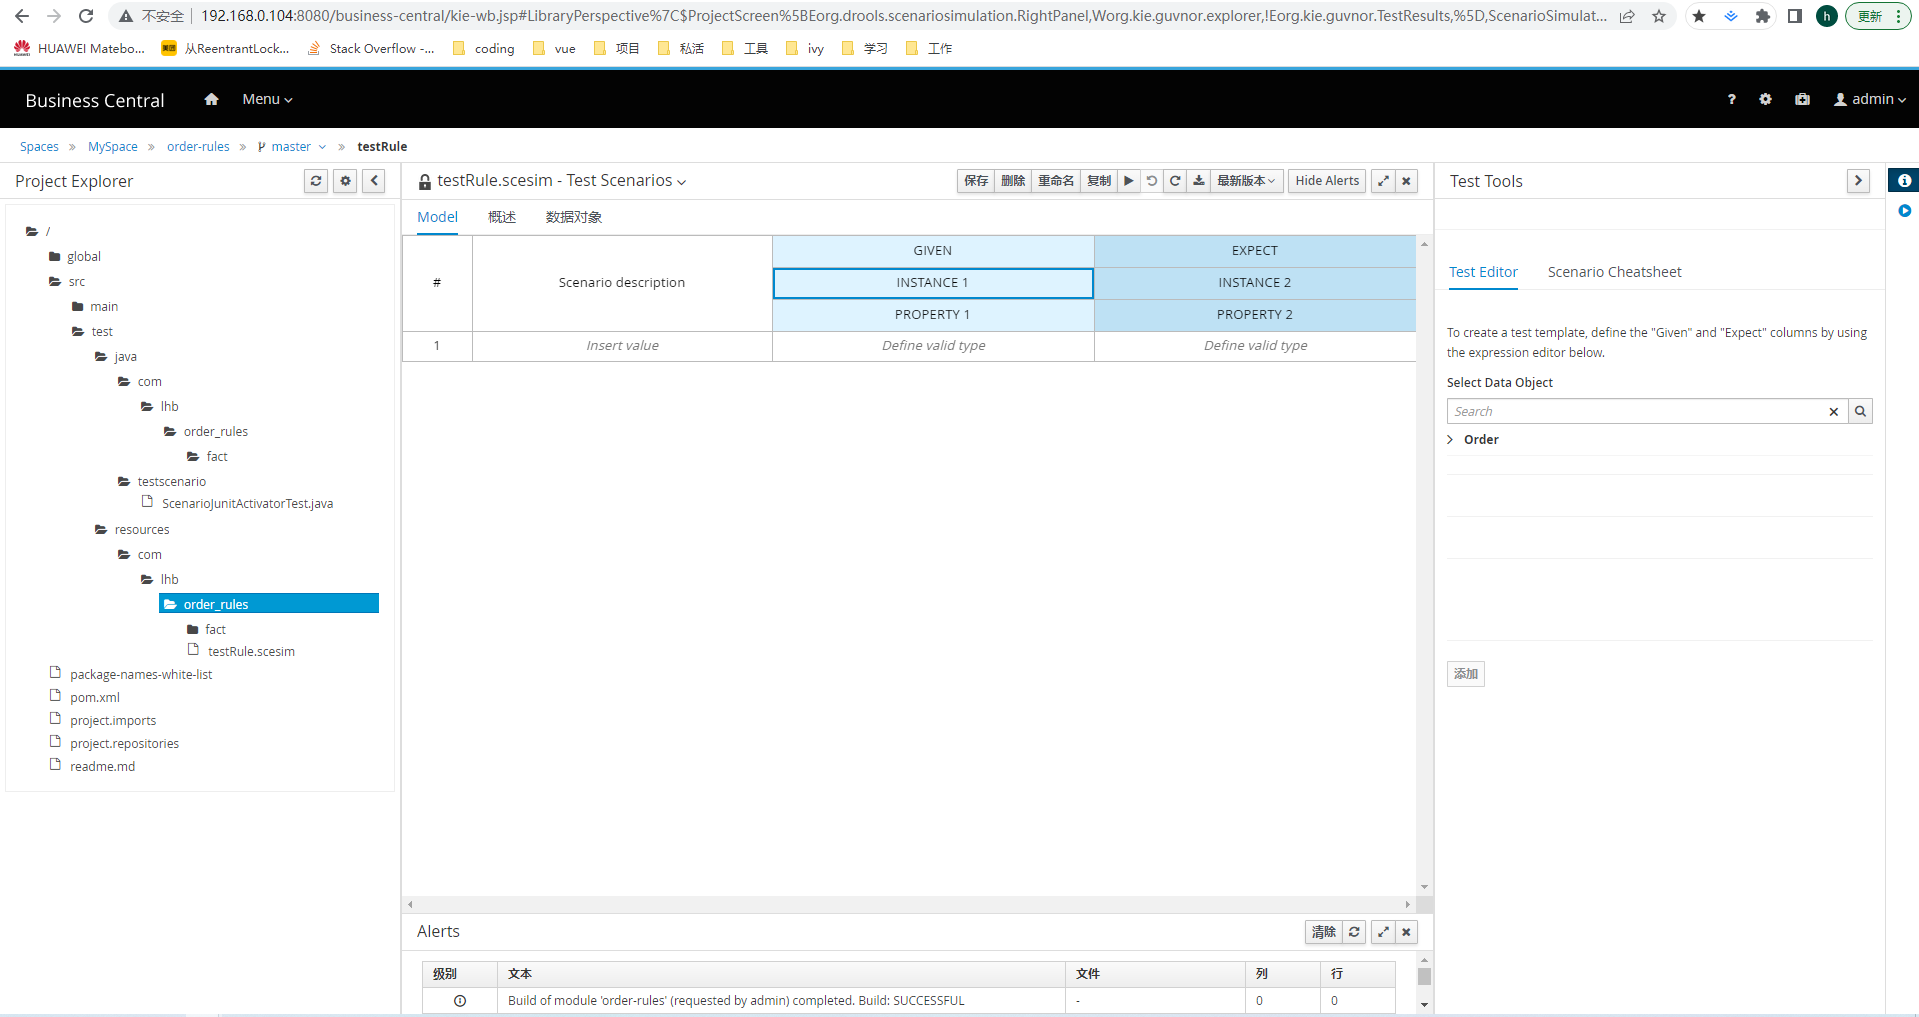 不安全 192.168.0.104:8080/business-central/kie-wb.jsp#LibraryPerspective%7C$ProjectScreen%5BEorg.drools.scenariosimulation.RightPanel,Worg.kie.guvnor.explorer,!Eorg.kie.guvnor.TestResults,%5D,ScenarioSimulat... h 更新
HUAWEI Matebo... 从ReentrantLock... Stack Overflow -... coding vue 项目 私活 工具 ivy 学习 工作
Business Central Menu ? admin
Spaces » MySpace » order-rules » master » testRule
Project Explorer
/
global
src
main
test
java
com
lhb
order_rules
fact
testscenario
ScenarioJunitActivatorTest.java
resources
com
lhb
order_rules
fact
testRule.scesim
package-names-white-list
pom.xml
project.imports
project.repositories
readme.md
testRule.scesim - Test Scenarios 保存 删除 重命名 复制 最新版本 Hide Alerts
Model 概述 数据对象
# Scenario description
GIVEN EXPECT
INSTANCE 1 INSTANCE 2
PROPERTY 1 PROPERTY 2
1 Insert value Define valid type Define valid type
Alerts 清除
级别 文本 文件 列 行
Build of module 'order-rules' (requested by admin) completed. Build: SUCCESSFUL - 0 0
Test Tools
Test Editor Scenario Cheatsheet
To create a test template, define the "Given" and "Expect" columns by using
the expression editor below.
Select Data Object
Search
Order
添加